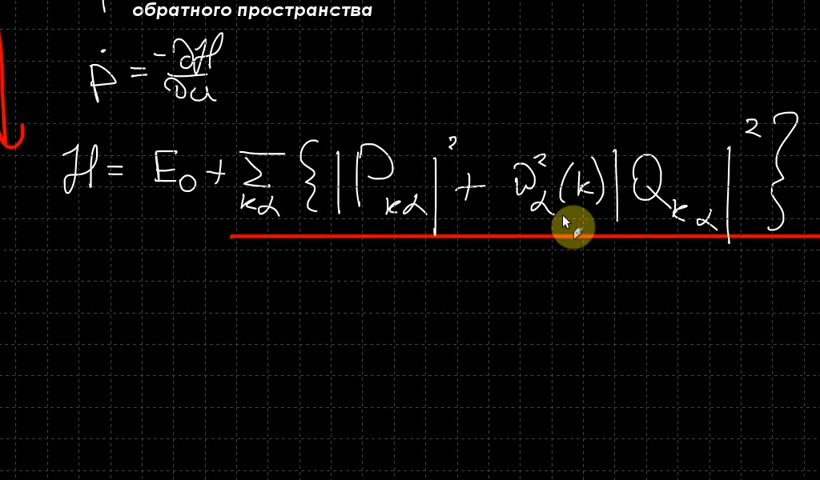 обратного пространства
Ṗ = -∂H/∂u
H = E₀ + Σ_{kα} { |P_{kα}|² + ω²_α(k) |Q_{kα}|² }